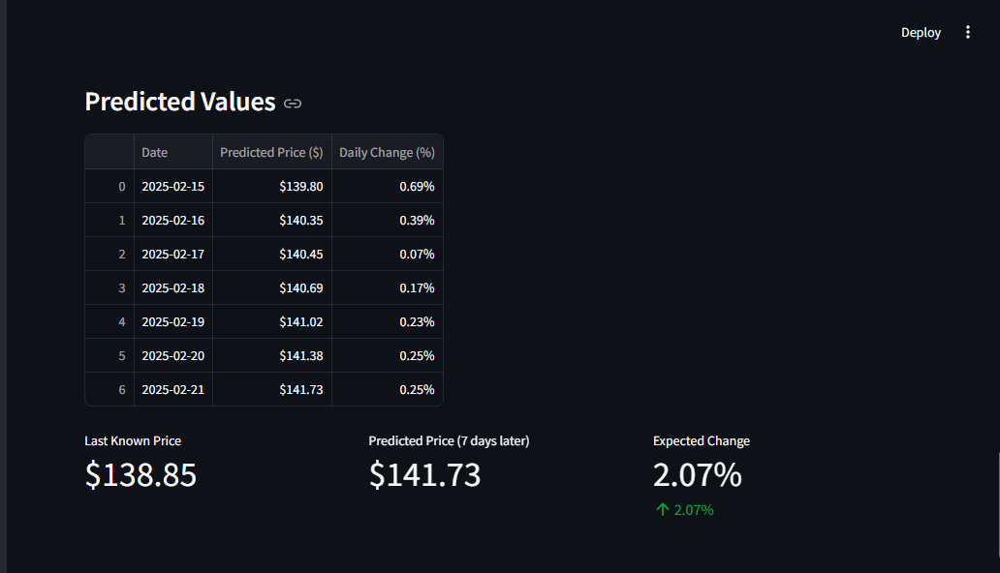 Deploy
Predicted Values
Date Predicted Price ($) Daily Change (%)
0 2025-02-15 $139.80 0.69%
1 2025-02-16 $140.35 0.39%
2 2025-02-17 $140.45 0.07%
3 2025-02-18 $140.69 0.17%
4 2025-02-19 $141.02 0.23%
5 2025-02-20 $141.38 0.25%
6 2025-02-21 $141.73 0.25%
Last Known Price Predicted Price (7 days later) Expected Change
$138.85 $141.73 2.07%
2.07%